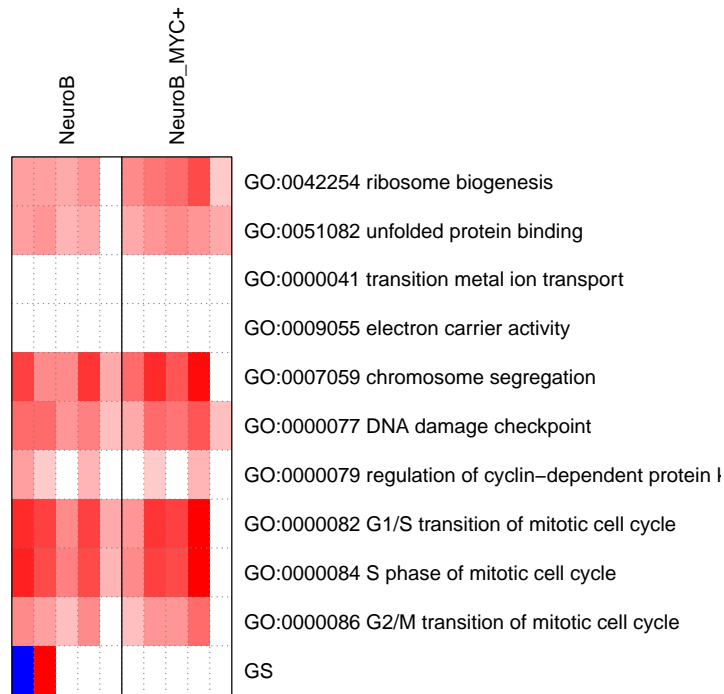 NeuroB
NeuroB_MYC+
GO:0042254 ribosome biogenesis
GO:0051082 unfolded protein binding
GO:0000041 transition metal ion transport
GO:0009055 electron carrier activity
GO:0007059 chromosome segregation
GO:0000077 DNA damage checkpoint
GO:0000079 regulation of cyclin−dependent protein
GO:0000082 G1/S transition of mitotic cell cycle
GO:0000084 S phase of mitotic cell cycle
GO:0000086 G2/M transition of mitotic cell cycle
GS